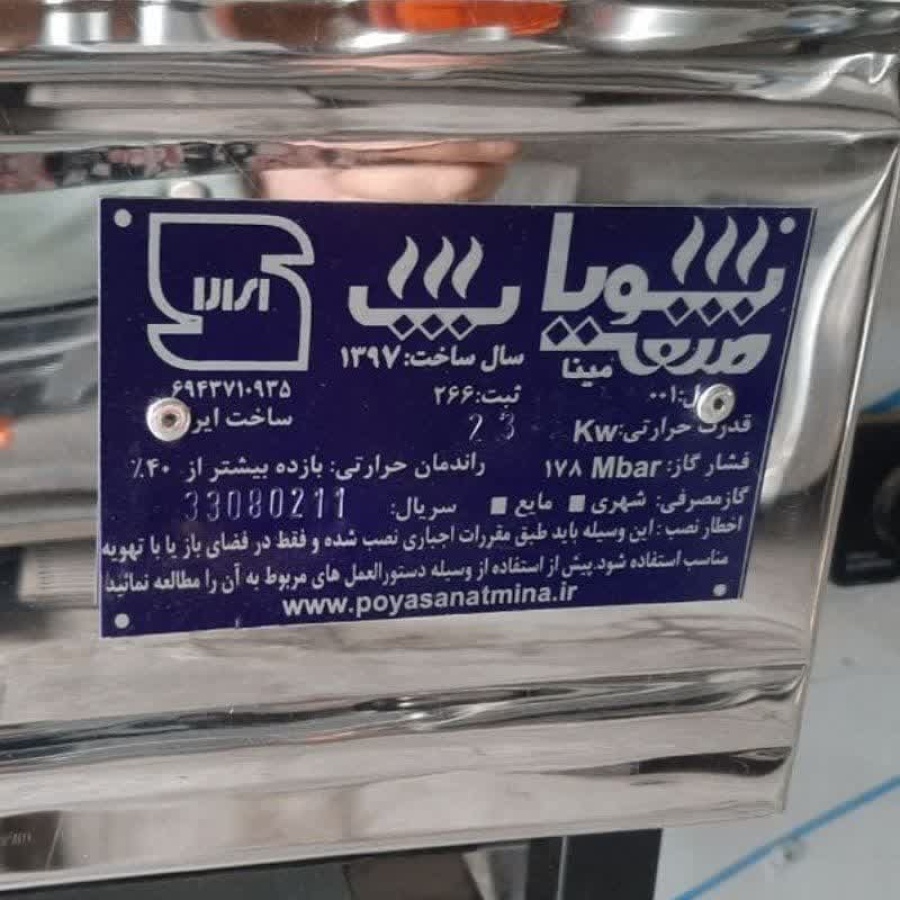 پویا
صنعت
مینا
سال ساخت: ۱۳۹۷
ثبت: ۲۶۶
۶۹۴۳۷۱۰۹۳۵
ساخت ایر
ل: ۰۰۱
قدرت حرارتی: Kw 23
فشار گاز: ۱۷۸ Mbar راندمان حرارتی: بازده بیشتر از ۴۰٪
گازمصرفی: شهری ■ مایع ■ سریال: 33080211
اخطار نصب : این وسیله باید طبق مقررات اجباری نصب شده و فقط در فضای باز یا با تهویه
مناسب استفاده شود.پیش از استفاده از وسیله دستورالعمل های مربوط به آن را مطالعه نمائید
www.poyasanatmina.ir